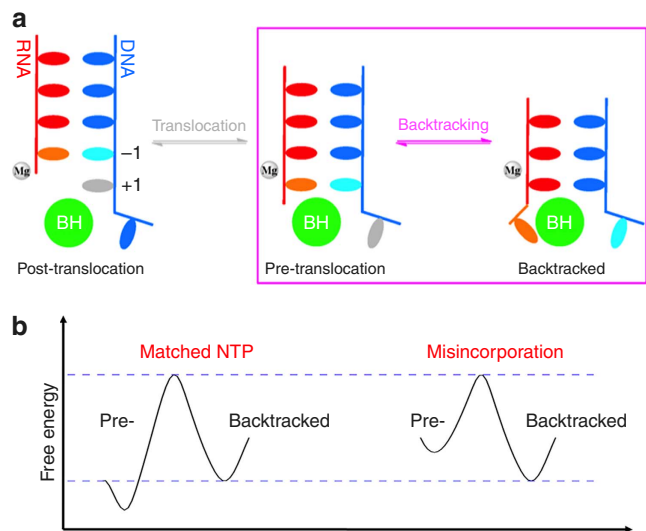 a
RNA
DNA
Mg
−1
+1
BH
Post-translocation
Translocation
Mg
BH
Pre-translocation
Backtracking
Mg
BH
Backtracked
b
Free energy
Matched NTP
Misincorporation
Pre-
Backtracked
Pre-
Backtracked